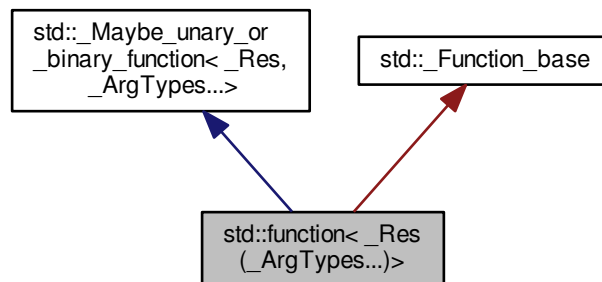 std::_Maybe_unary_or
_binary_function< _Res,
_ArgTypes...>
std::_Function_base
std::function< _Res
(_ArgTypes...)>